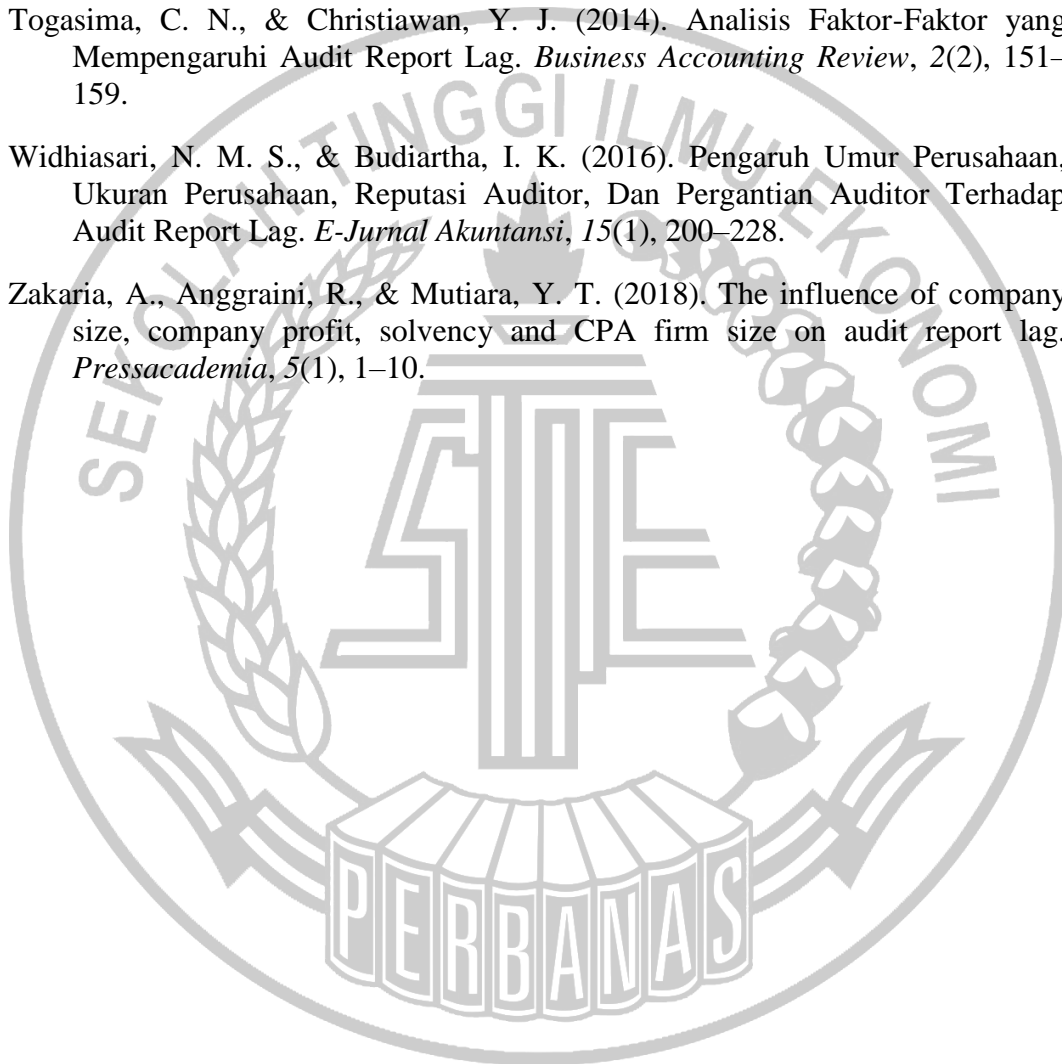 Togasima, C. N., & Christiawan, Y. J. (2014). Analisis Faktor-Faktor yang
Mempengaruhi Audit Report Lag. Business Accounting Review, 2(2), 151–
159.
Widhiasari, N. M. S., & Budiartha, I. K. (2016). Pengaruh Umur Perusahaan,
Ukuran Perusahaan, Reputasi Auditor, Dan Pergantian Auditor Terhadap
Audit Report Lag. E-Jurnal Akuntansi, 15(1), 200–228.
Zakaria, A., Anggraini, R., & Mutiara, Y. T. (2018). The influence of company
size, company profit, solvency and CPA firm size on audit report lag.
Pressacademia, 5(1), 1–10.
SEKOLAH TINGGI ILMU EKONOMI
STIE
PERBANAS